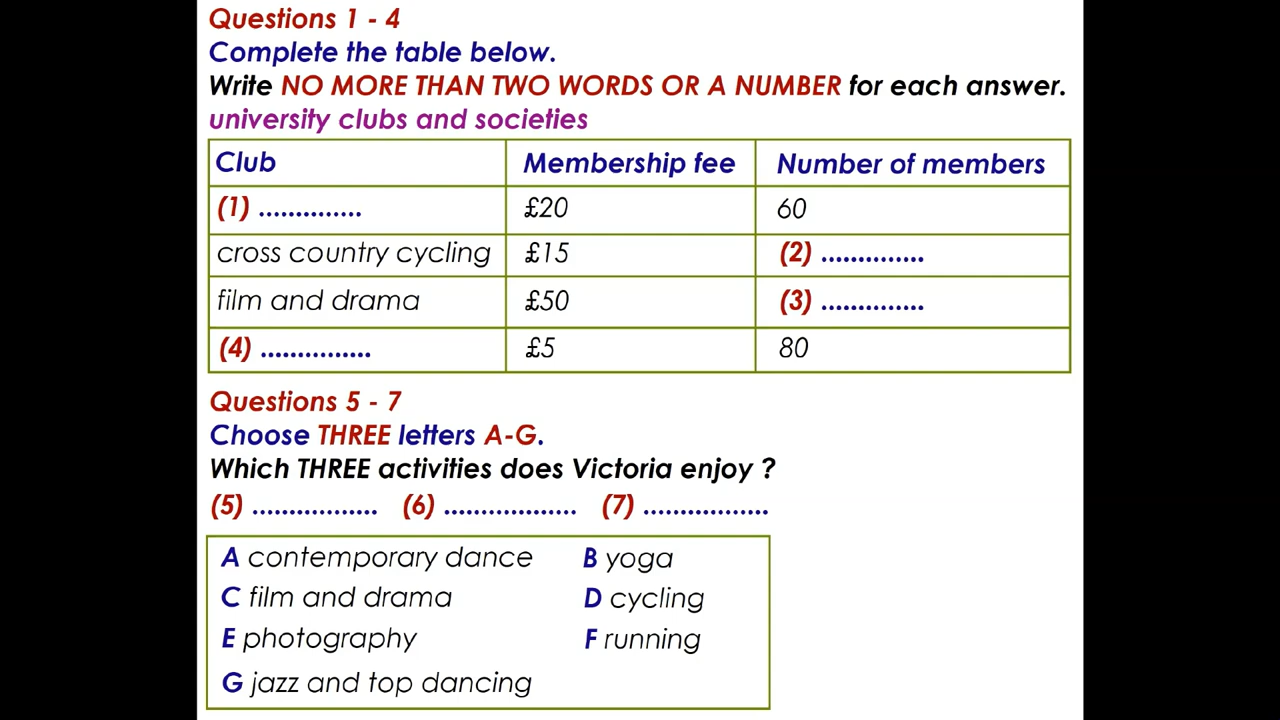 Questions 1 - 4
Complete the table below.
Write NO MORE THAN TWO WORDS OR A NUMBER for each answer.
university clubs and societies
Club Membership fee Number of members
(1) .............. £20 60
cross country cycling £15 (2) ..............
film and drama £50 (3) ..............
(4) ............... £5 80
Questions 5 - 7
Choose THREE letters A-G.
Which THREE activities does Victoria enjoy ?
(5) ................. (6) .................. (7) .................
A contemporary dance B yoga
C film and drama D cycling
E photography F running
G jazz and top dancing